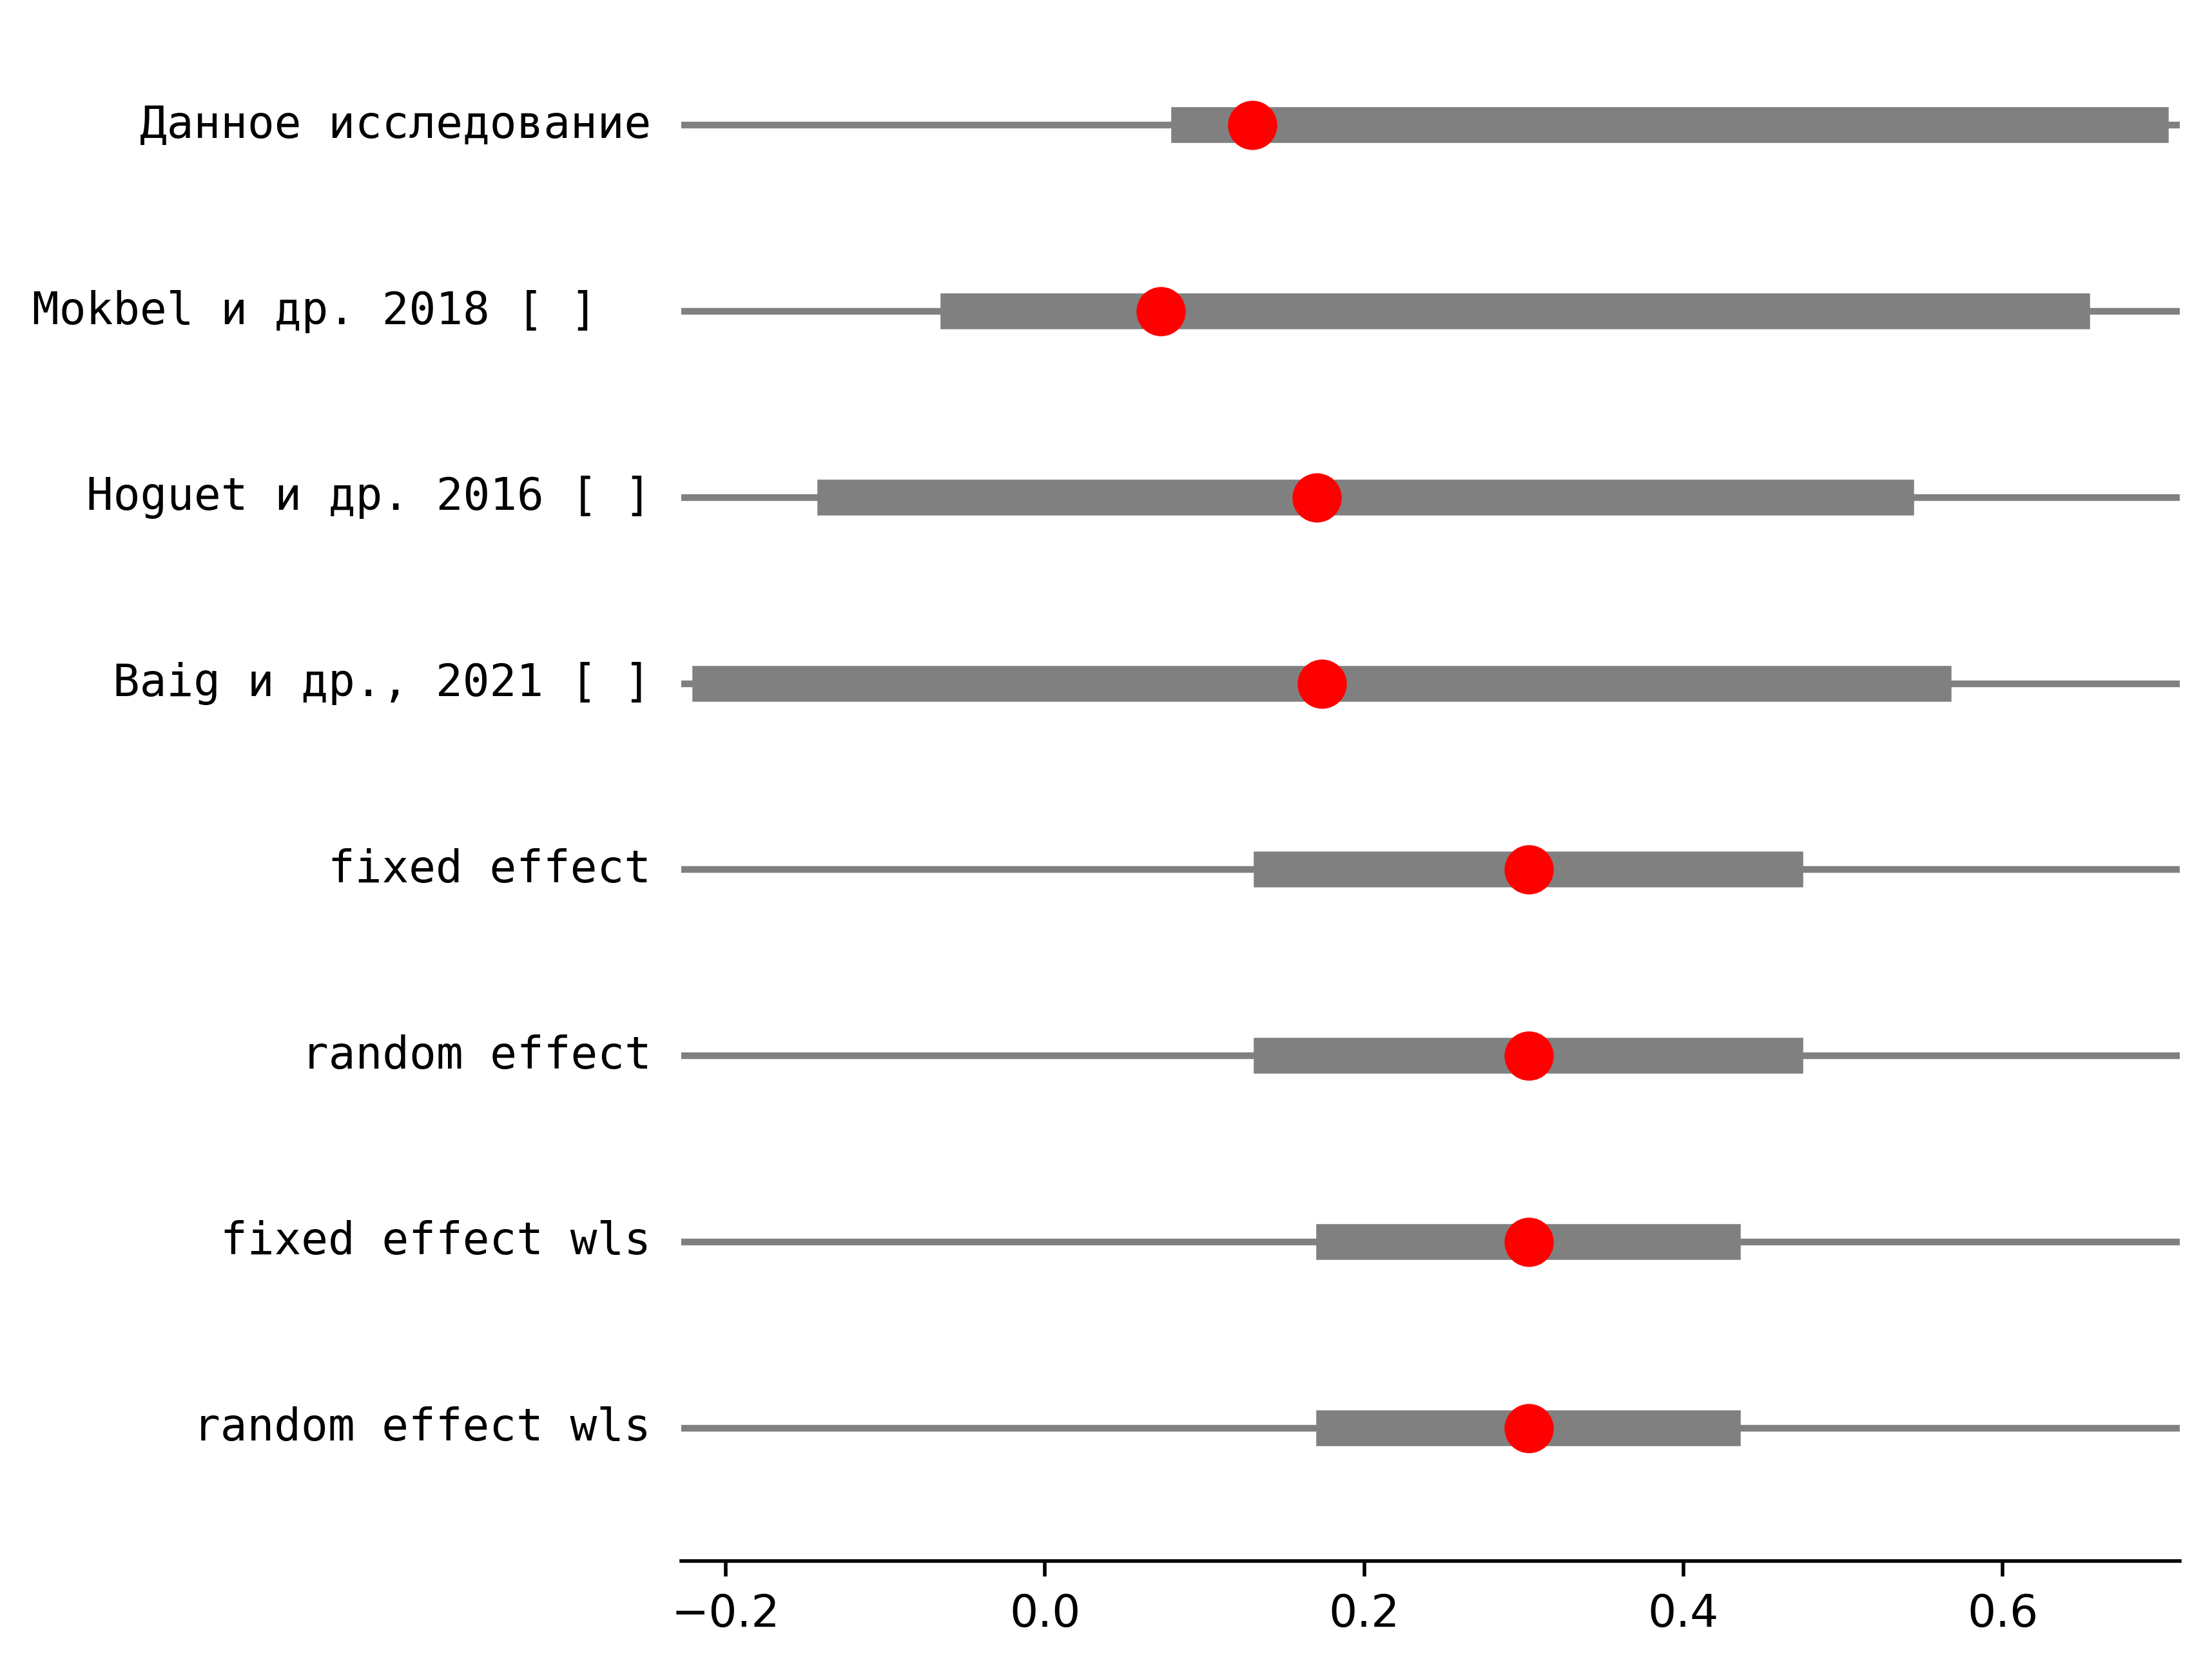 Данное исследование
Mokbel и др. 2018 [ ]
Hoguet и др. 2016 [ ]
Baig и др., 2021 [ ]
fixed effect
random effect
fixed effect wls
random effect wls
−0.2 0.0 0.2 0.4 0.6